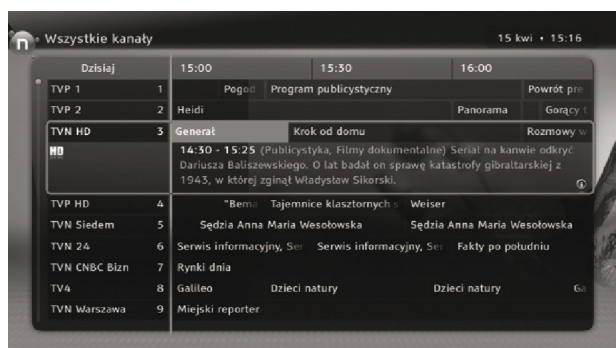 n Wszystkie kanały 15 kwi • 15:16
Dzisiaj 15:00 15:30 16:00
TVP 1 1 Pogod Program publicystyczny Powrót pre
TVP 2 2 Heidi Panorama Gorący t
TVN HD 3 Generał Krok od domu Rozmowy w
HD 14:30 - 15:25 (Publicystyka, Filmy dokumentalne) Serial na kanwie odkryć
Dariusza Baliszewskiego. O lat badał on sprawę katastrofy gibraltarskiej z
1943, w której zginął Władysław Sikorski.
TVP HD 4 "Bema Tajemnice klasztornych s Weiser
TVN Siedem 5 Sędzia Anna Maria Wesołowska Sędzia Anna Maria Wesołowska
TVN 24 6 Serwis informacyjny, Ser Serwis informacyjny, Ser Fakty po południu
TVN CNBC Bizn 7 Rynki dnia
TV4 8 Galileo Dzieci natury Dzieci natury Ga
TVN Warszawa 9 Miejski reporter